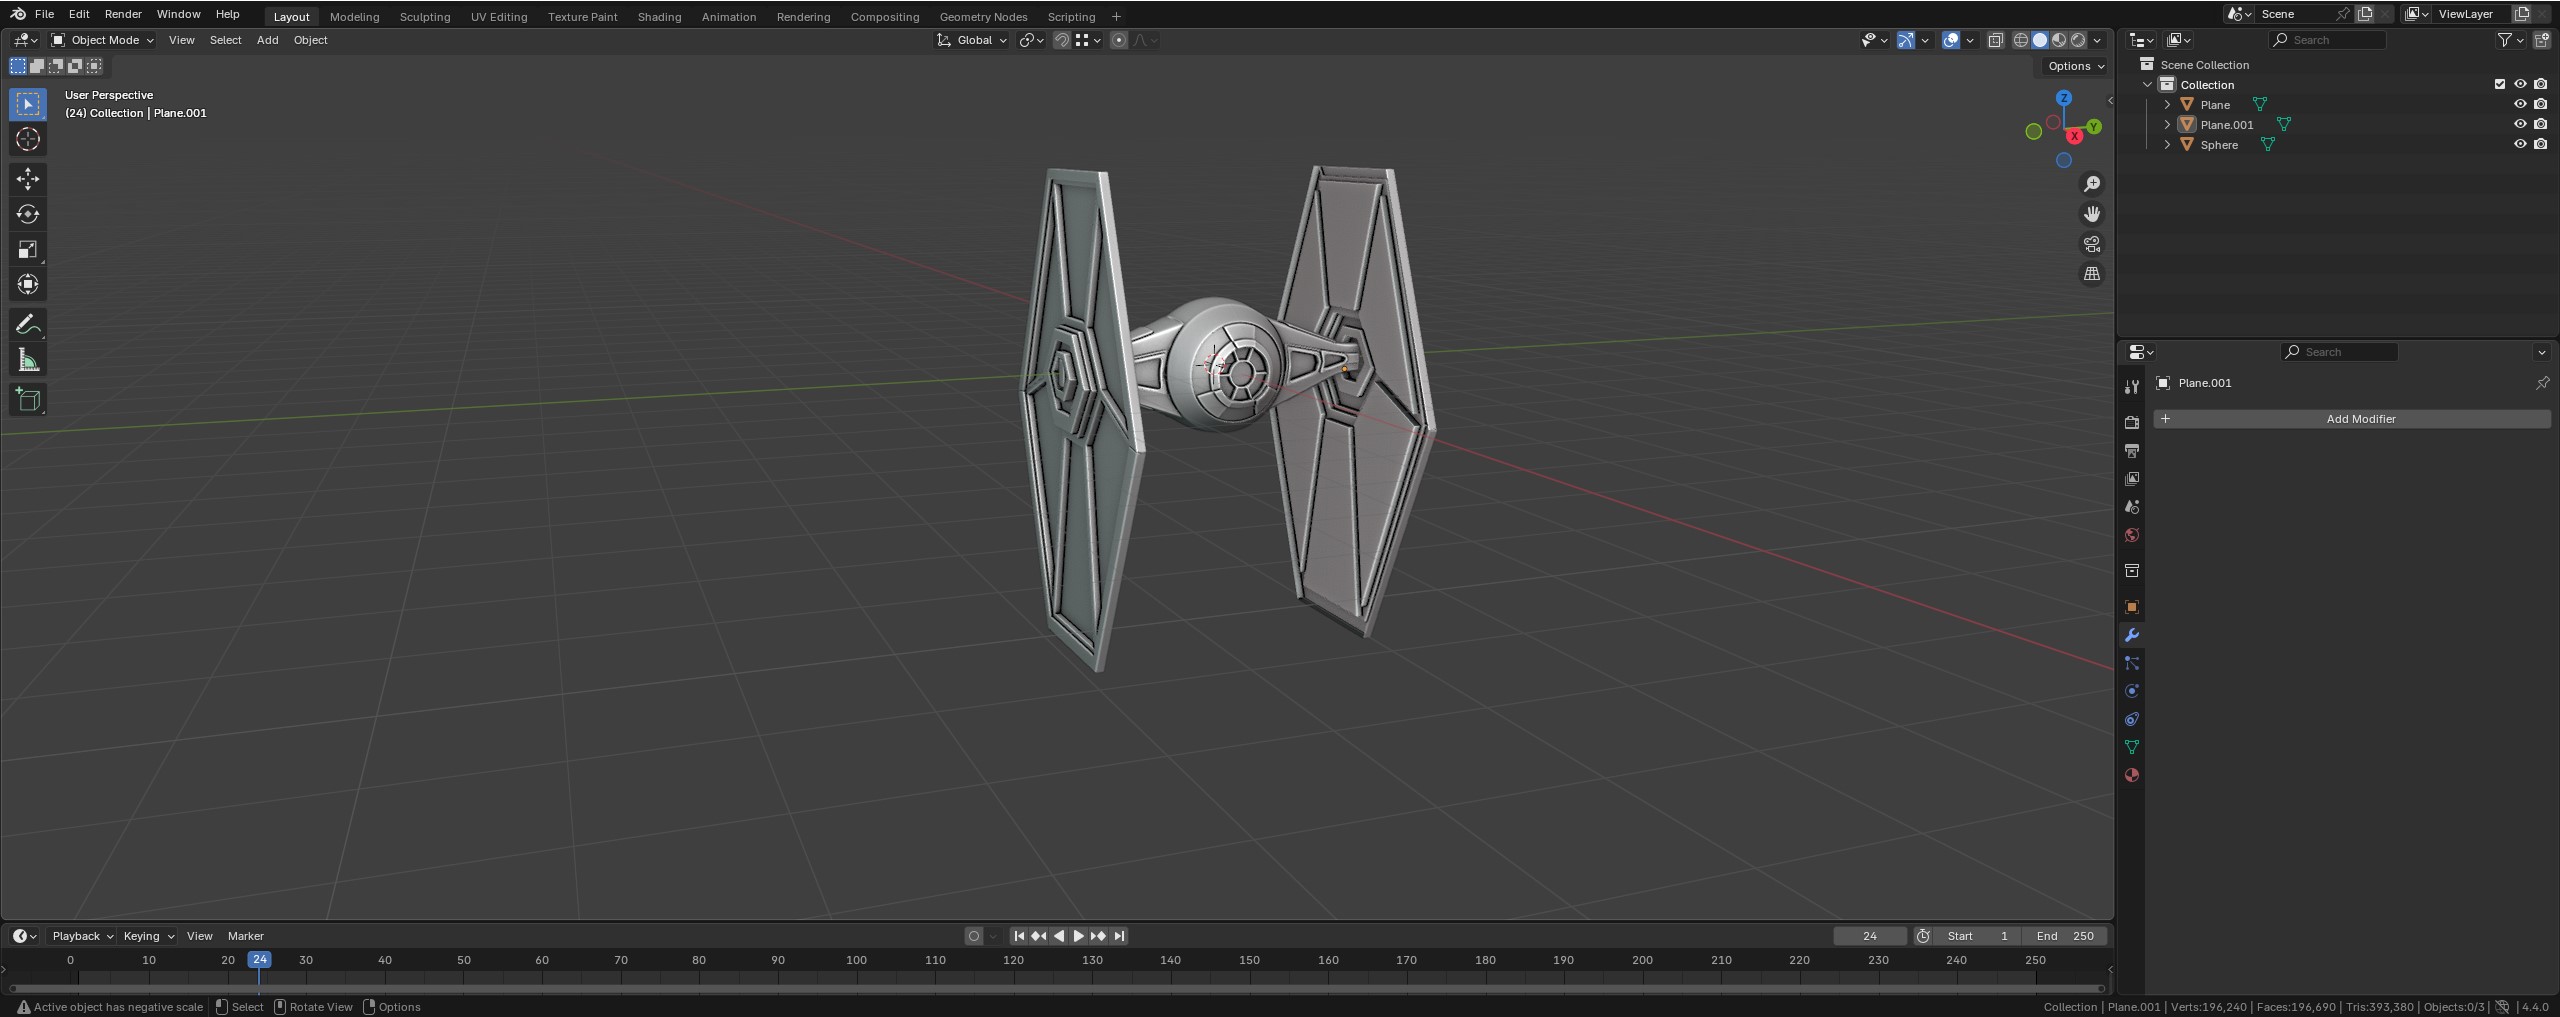 File Edit Render Window Help Layout Modeling Sculpting UV Editing Texture Paint Shading Animation Rendering Compositing Geometry Nodes Scripting + Scene ViewLayer
Object Mode View Select Add Object Global Search
Options
User Perspective
(24) Collection | Plane.001
Z
Y
X
Scene Collection
Collection
Plane
Plane.001
Sphere
Search
Plane.001
+ Add Modifier
Playback Keying View Marker 24 Start 1 End 250
0 10 20 24 30 40 50 60 70 80 90 100 110 120 130 140 150 160 170 180 190 200 210 220 230 240 250
Active object has negative scale Select Rotate View Options Collection | Plane.001 | Verts:196,240 | Faces:196,690 | Tris:393,380 | Objects:0/3 | 4.4.0